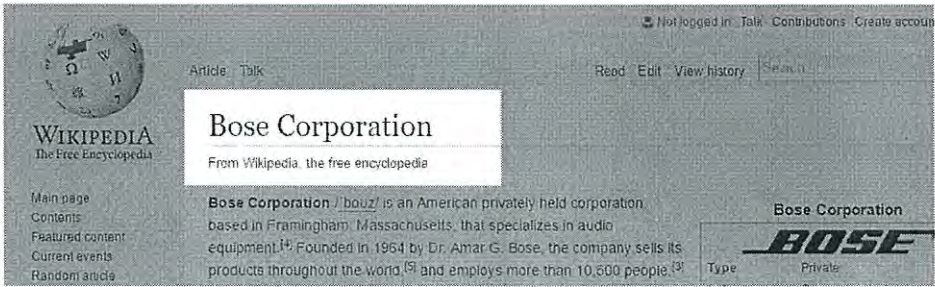 Not logged in Talk Contributions Create accoun
Article Talk
Read Edit View history Search
WIKIPEDIA
The Free Encyclopedia
Bose Corporation
From Wikipedia, the free encyclopedia
Main page
Contents
Featured content
Current events
Random article
Bose Corporation /ˈboʊz/ is an American privately held corporation
based in Framingham, Massachusetts, that specializes in audio
equipment.[4] Founded in 1964 by Dr. Amar G. Bose, the company sells its
products throughout the world,[5] and employs more than 10,500 people.[3]
Bose Corporation
BOSE
Type Private